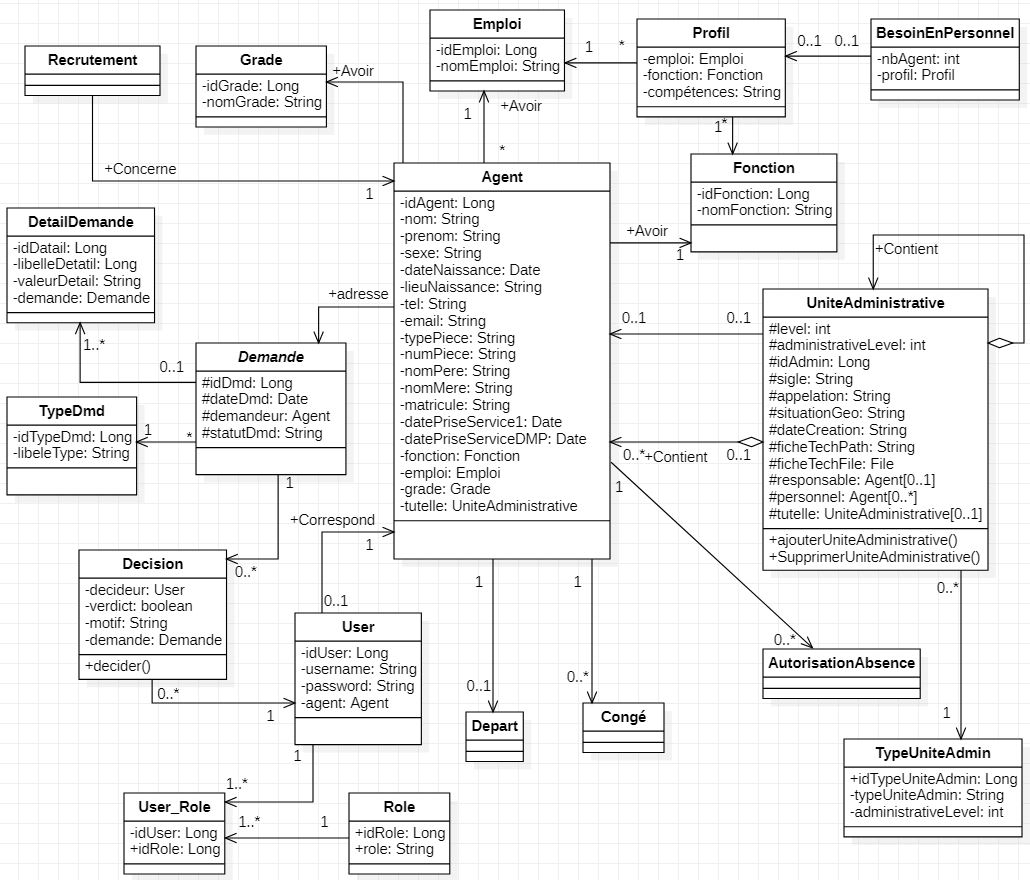 Recrutement
Grade
-idGrade: Long
-nomGrade: String
+Avoir
Emploi
-idEmploi: Long
-nomEmploi: String
1
*
Profil
-emploi: Emploi
-fonction: Fonction
-compétences: String
0..1
0..1
BesoinEnPersonnel
-nbAgent: int
-profil: Profil
+Avoir
1
*
1
*
Fonction
-idFonction: Long
-nomFonction: String
+Concerne
1
Agent
-idAgent: Long
-nom: String
-prenom: String
-sexe: String
-dateNaissance: Date
-lieuNaissance: String
-tel: String
-email: String
-typePiece: String
-numPiece: String
-nomPere: String
-nomMere: String
-matricule: String
-datePriseService1: Date
-datePriseServiceDMP: Date
-fonction: Fonction
-emploi: Emploi
-grade: Grade
-tutelle: UniteAdministrative
+Avoir
1
DetailDemande
-idDatail: Long
-libelleDetatil: Long
-valeurDetail: String
-demande: Demande
1..*
0..1
+adresse
Demande
#idDmd: Long
#dateDmd: Date
#demandeur: Agent
#statutDmd: String
TypeDmd
-idTypeDmd: Long
-libeleType: String
1
*
+Contient
UniteAdministrative
#level: int
#administrativeLevel: int
#idAdmin: Long
#sigle: String
#appelation: String
#situationGeo: String
#dateCreation: String
#ficheTechPath: String
#ficheTechFile: File
#responsable: Agent[0..1]
#personnel: Agent[0..*]
#tutelle: UniteAdministrative[0..1]
+ajouterUniteAdministrative()
+SupprimerUniteAdministrative()
0..1
0..1
0..*
+Contient
0..1
1
0..*
AutorisationAbsence
1
0..*
Decision
-decideur: User
-verdict: boolean
-motif: String
-demande: Demande
+decider()
+Correspond
1
0..1
User
-idUser: Long
-username: String
-password: String
-agent: Agent
0..*
1
1
0..1
Depart
1
0..*
Congé
0..*
1
TypeUniteAdmin
+idTypeUniteAdmin: Long
-typeUniteAdmin: String
-administrativeLevel: int
1
1..*
User_Role
-idUser: Long
+idRole: Long
1..*
1
Role
+idRole: Long
+role: String